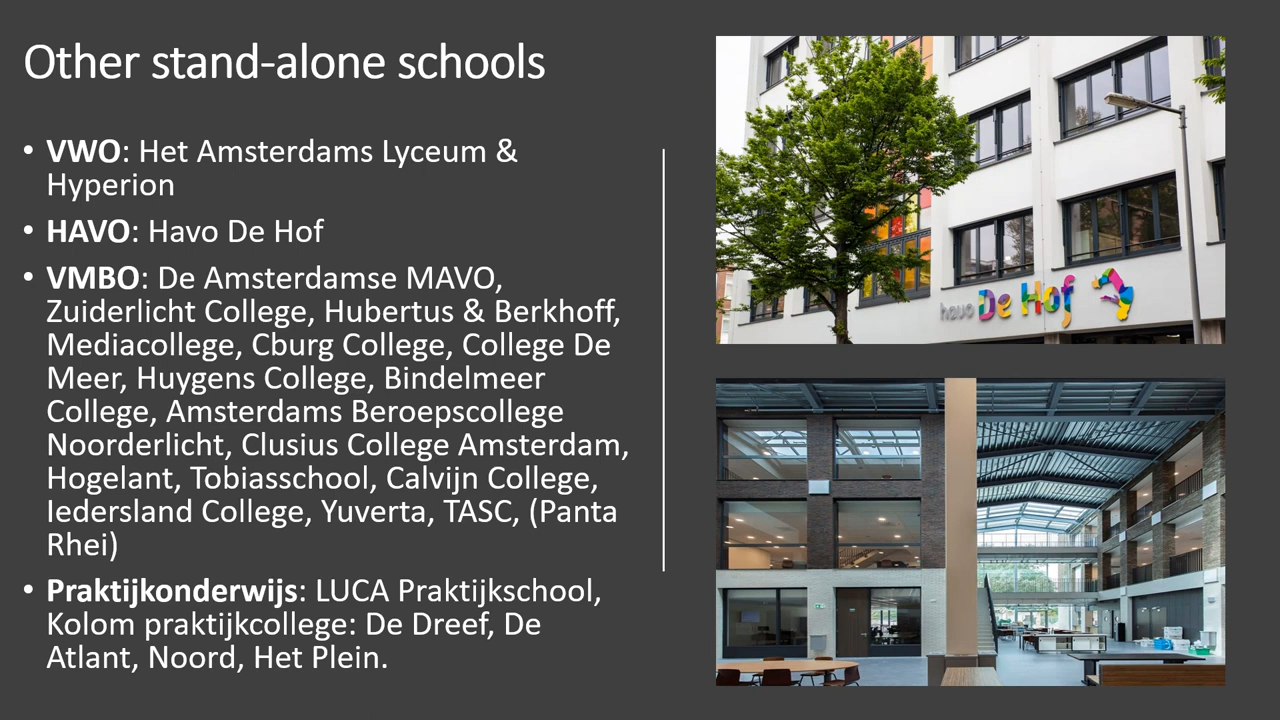 Other stand-alone schools
• VWO: Het Amsterdams Lyceum &
Hyperion
• HAVO: Havo De Hof
• VMBO: De Amsterdamse MAVO,
Zuiderlicht College, Hubertus & Berkhoff,
Mediacollege, Cburg College, College De
Meer, Huygens College, Bindelmeer
College, Amsterdams Beroepscollege
Noorderlicht, Clusius College Amsterdam,
Hogelant, Tobiasschool, Calvijn College,
Iedersland College, Yuverta, TASC, (Panta
Rhei)
• Praktijkonderwijs: LUCA Praktijkschool,
Kolom praktijkcollege: De Dreef, De
Atlant, Noord, Het Plein.
havo De Hof